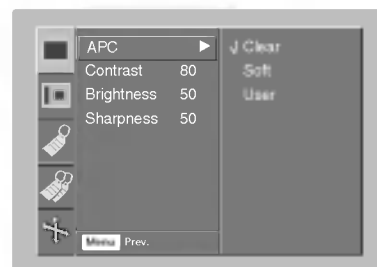 APC
Contrast 80
Brightness 50
Sharpness 50
Clear
Soft
User
Menu Prev.